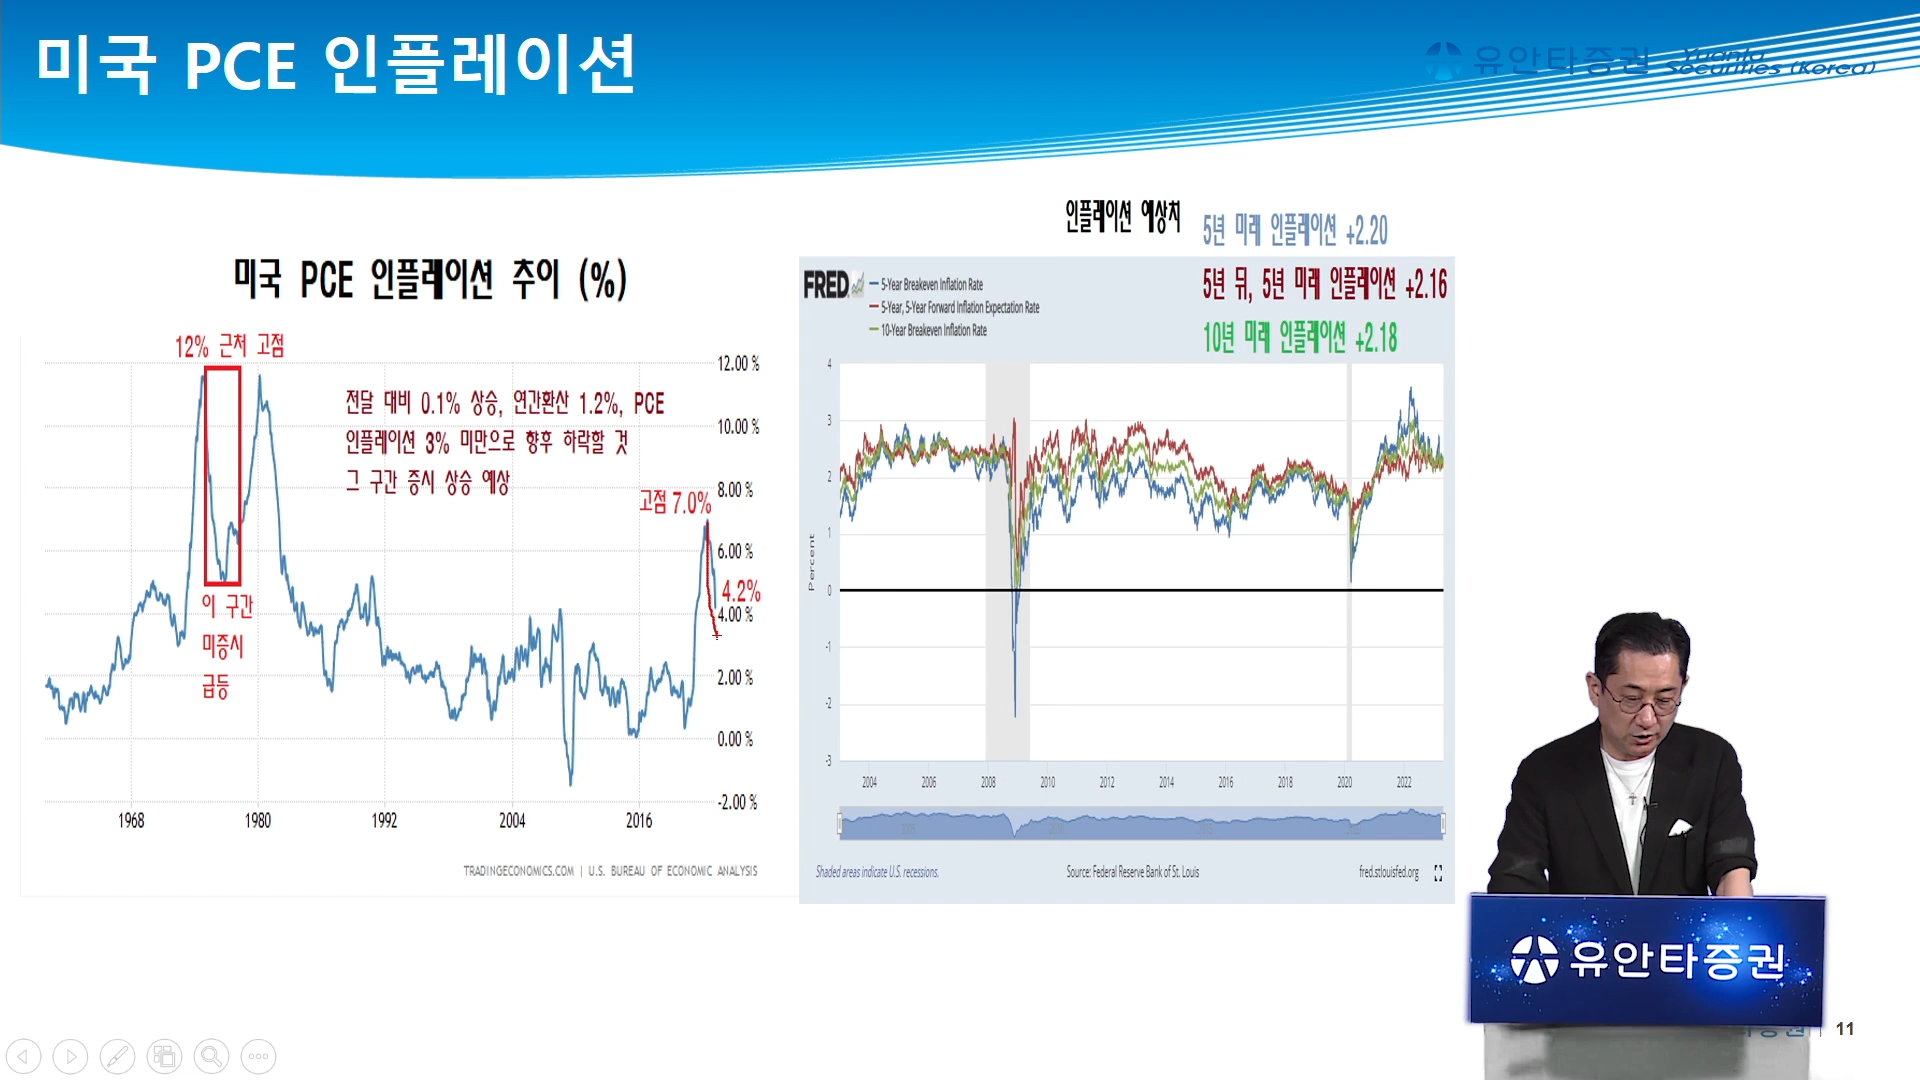 미국 PCE 인플레이션
유안타증권 Yuanta Securities (Korea)
미국 PCE 인플레이션 추이 (%)
12% 근처 고점
전달 대비 0.1% 상승, 연간환산 1.2%, PCE
인플레이션 3% 미만으로 향후 하락할 것
그 구간 증시 상승 예상
고점 7.0%
4.2%
이 구간
미증시
급등
12.00 %
10.00 %
8.00 %
6.00 %
4.00 %
2.00 %
0.00 %
-2.00 %
1968 1980 1992 2004 2016
TRADINGECONOMICS.COM | U.S. BUREAU OF ECONOMIC ANALYSIS
인플레이션 예상치
5년 미래 인플레이션 +2.20
5년 뒤, 5년 미래 인플레이션 +2.16
10년 미래 인플레이션 +2.18
FRED
5-Year Breakeven Inflation Rate
5-Year, 5-Year Forward Inflation Expectation Rate
10-Year Breakeven Inflation Rate
Percent
4
3
2
1
0
-1
-2
-3
2004 2006 2008 2010 2012 2014 2016 2018 2020 2022
Shaded areas indicate U.S. recessions.
Source: Federal Reserve Bank of St. Louis
fred.stlouisfed.org
유안타증권
11